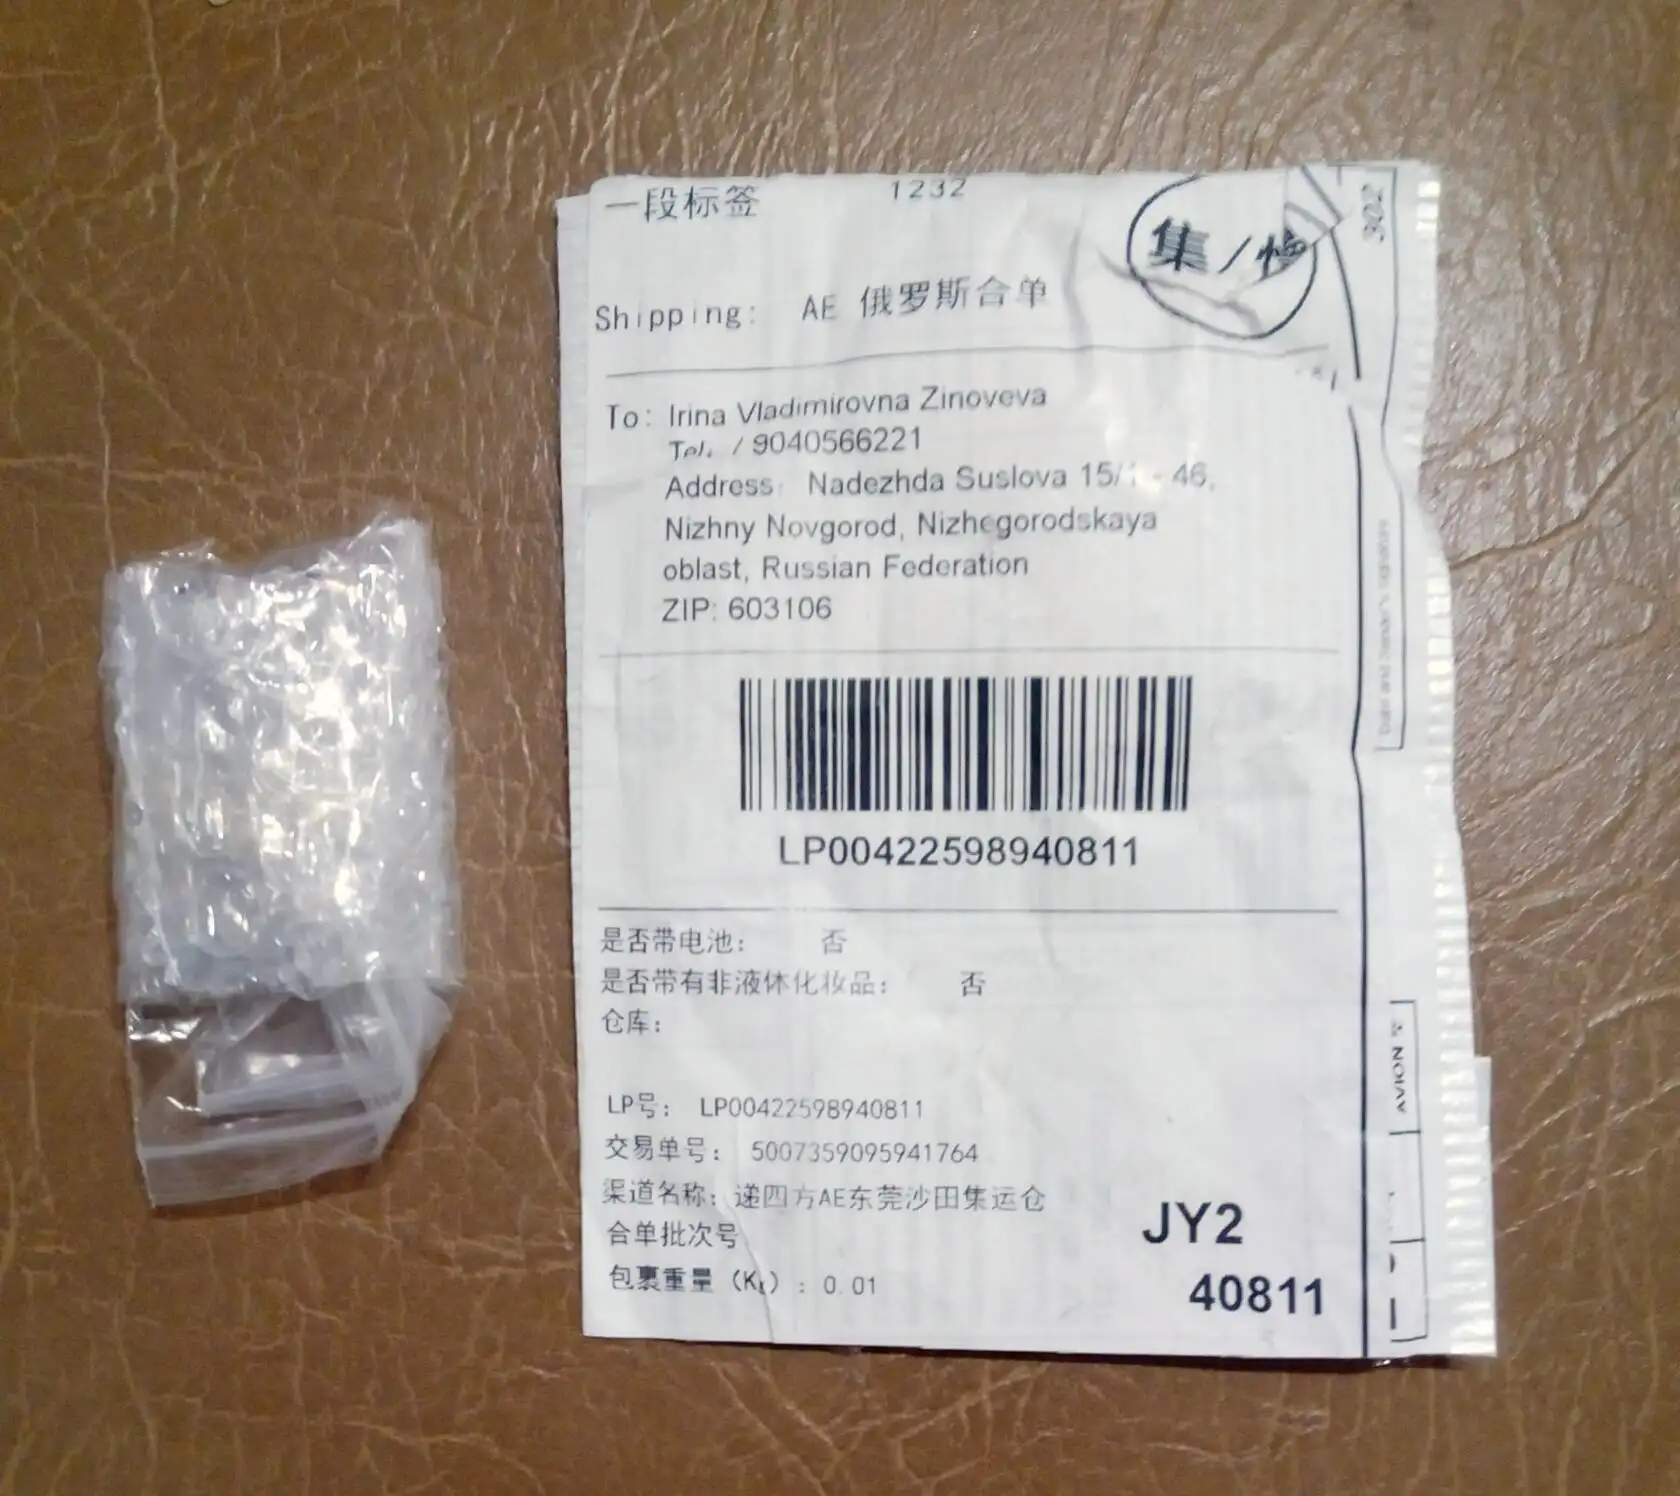 一段标签 1232
集/
302
Shipping: AE 俄罗斯合单
To: Irina Vladimirovna Zinoveva
Tel. / 9040566221
Address: Nadezhda Suslova 15/1 - 46,
Nizhny Novgorod, Nizhegorodskaya
oblast, Russian Federation
ZIP: 603106
LP00422598940811
是否带电池： 否
是否带有非液体化妆品： 否
仓库：
LP号： LP00422598940811
交易单号： 5007359095941764
渠道名称：递四方AE东莞沙田集运仓
合单批次号
包裹重量（Kg）：0.01
JY2
40811